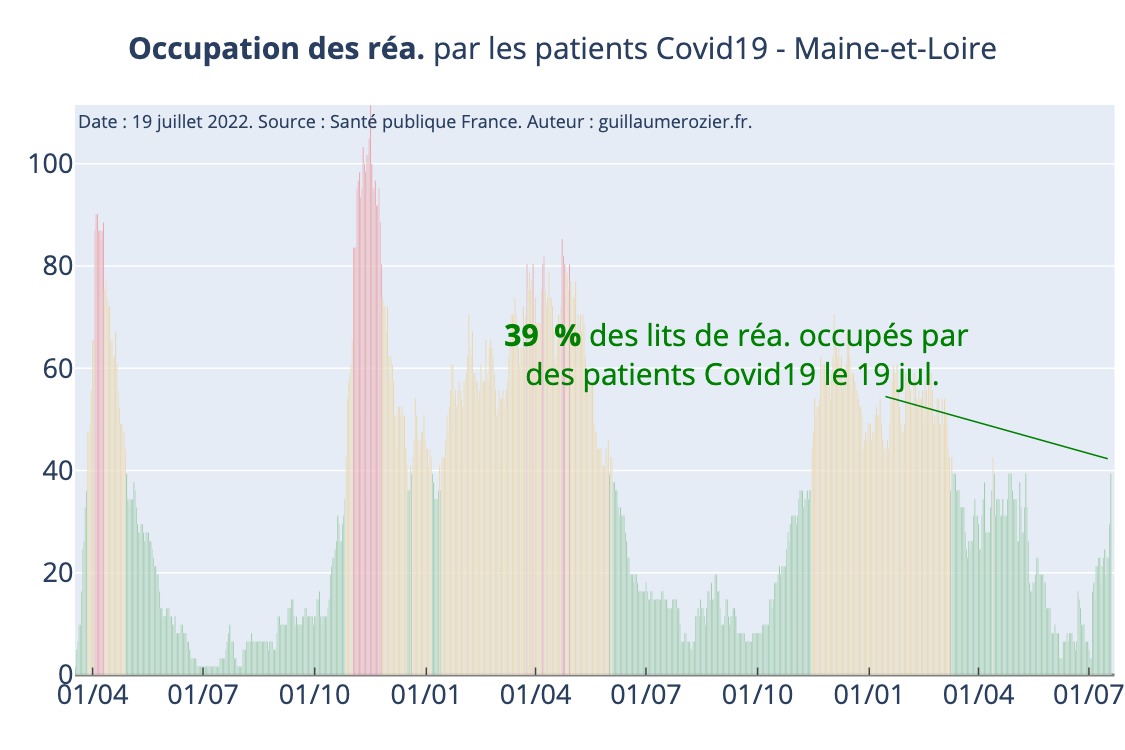 Occupation des réa. par les patients Covid19 - Maine-et-Loire
Date : 19 juillet 2022. Source : Santé publique France. Auteur : guillaumerozier.fr.
100
80
39 % des lits de réa. occupés par
des patients Covid19 le 19 jul.
60
40
20
0
01/04 01/07 01/10 01/01 01/04 01/07 01/10 01/01 01/04 01/07